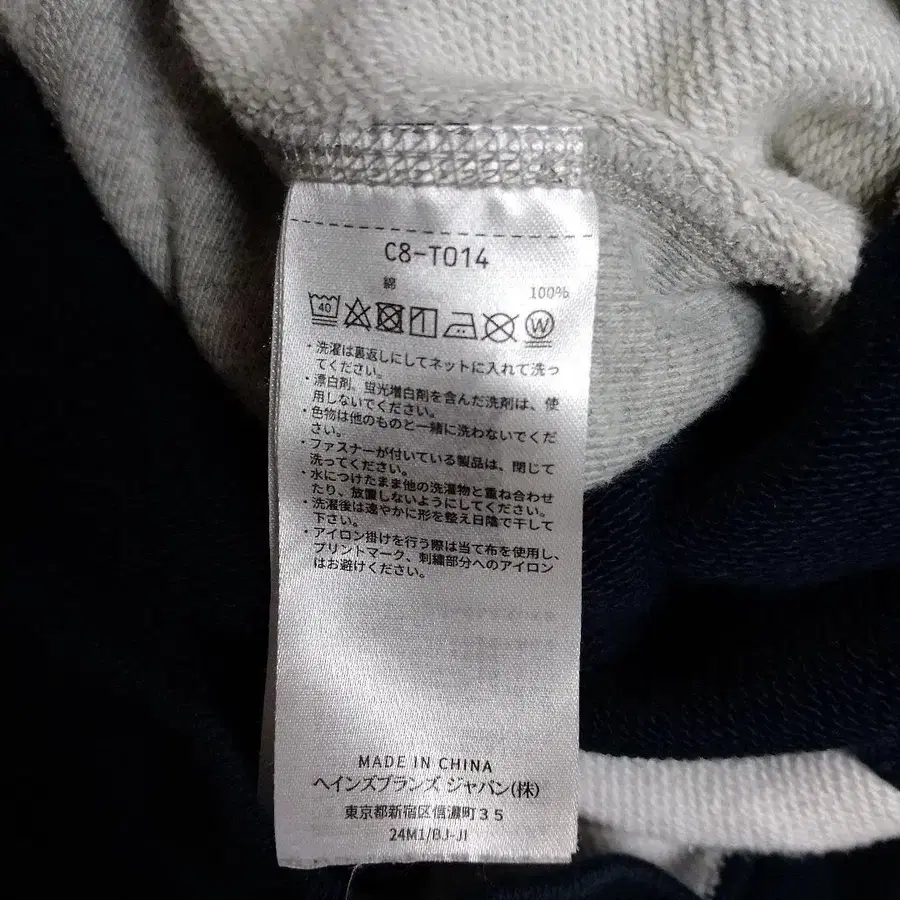 C8-T014
綿 100%
40 W
・洗濯は裏返しにしてネットに入れて洗っ
てください。
・漂白剤、蛍光増白剤を含んだ洗剤は、使
用しないでください。
・色物は他のものと一緒に洗わないでくだ
さい。
・ファスナーが付いている製品は、閉じて
洗ってください。
・水につけたまま他の洗濯物と重ね合わせ
たり、放置しないようにしてください。
・洗濯後は速やかに形を整え日陰で干して
下さい。
・アイロン掛けを行う際は当て布を使用し、
プリントマーク、刺繍部分へのアイロン
はお避けください。
MADE IN CHINA
ヘインズブランズ ジャパン(株)
東京都新宿区信濃町35
24M1/BJ-JI